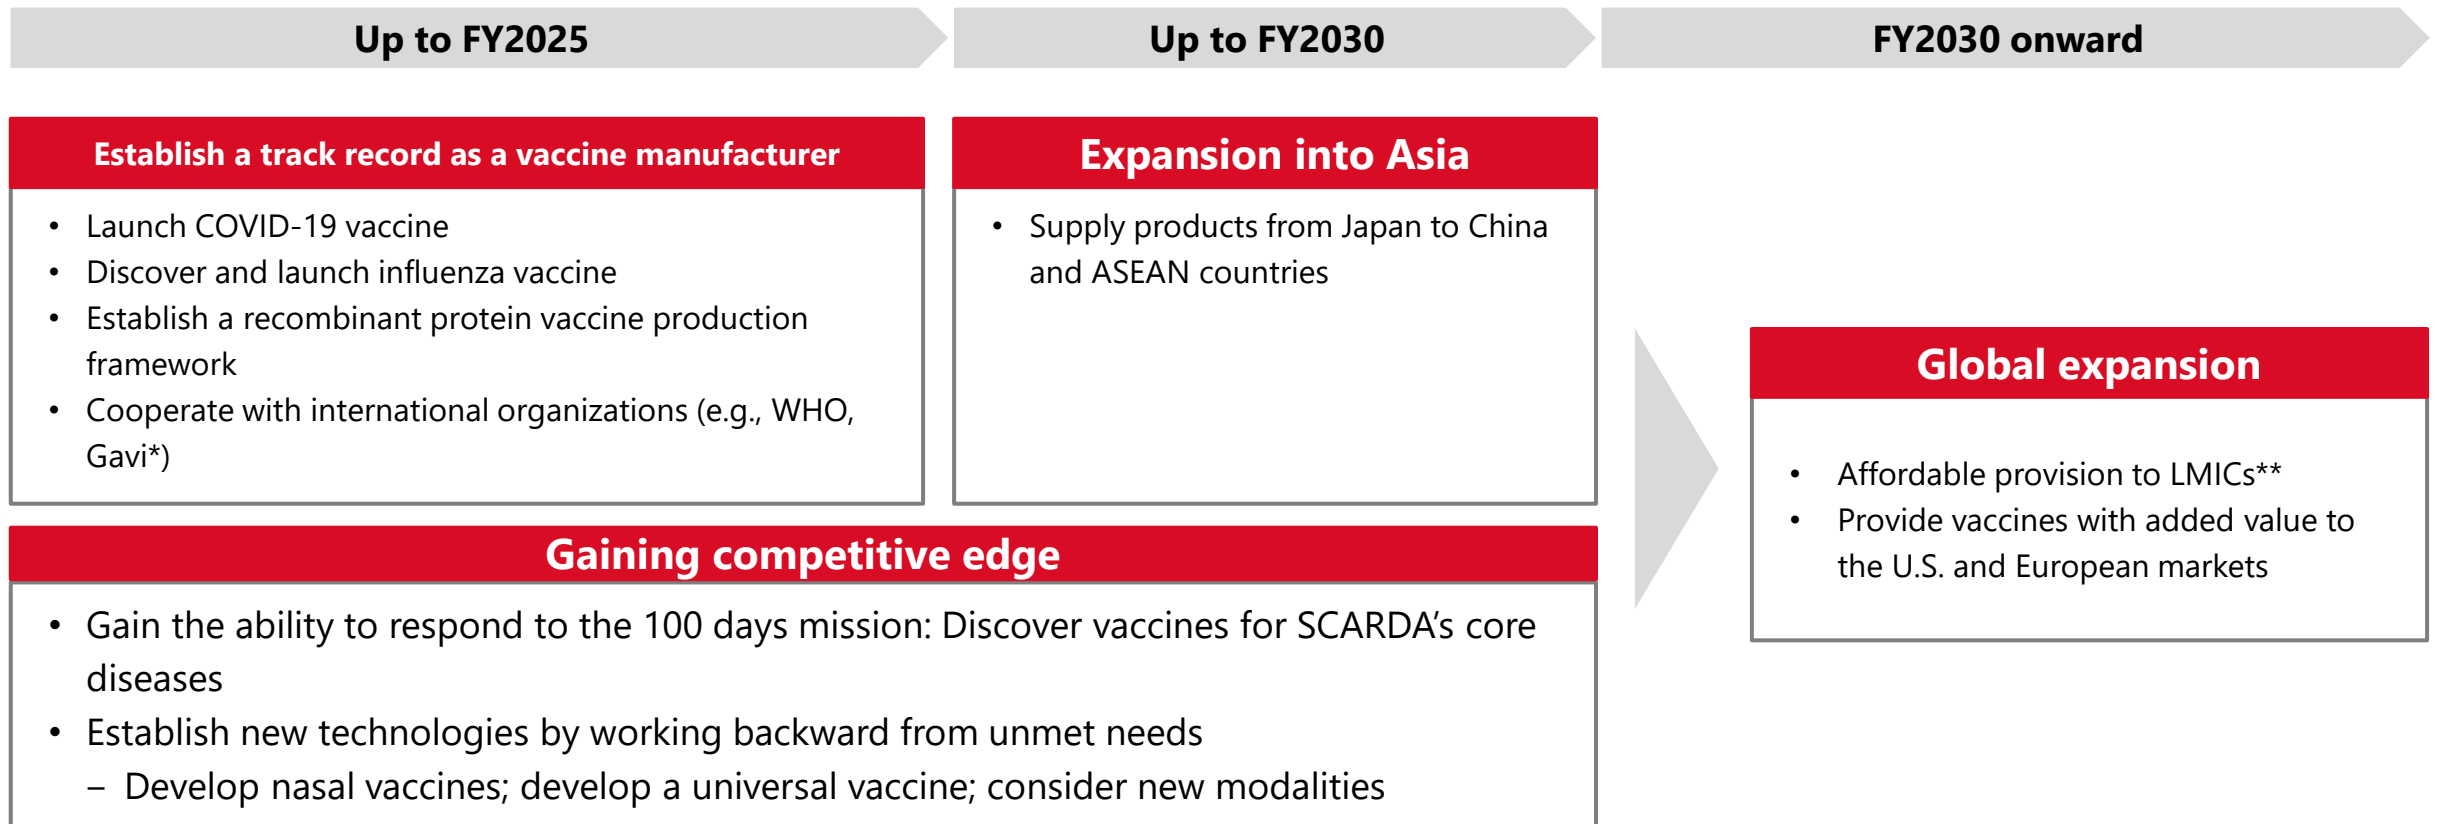 Up to FY2025
Up to FY2030
FY2030 onward
Establish a track record as a vaccine manufacturer
• Launch COVID-19 vaccine
• Discover and launch influenza vaccine
• Establish a recombinant protein vaccine production
framework
• Cooperate with international organizations (e.g., WHO,
Gavi*)
Expansion into Asia
• Supply products from Japan to China
and ASEAN countries
Gaining competitive edge
• Gain the ability to respond to the 100 days mission: Discover vaccines for SCARDA’s core
diseases
• Establish new technologies by working backward from unmet needs
– Develop nasal vaccines; develop a universal vaccine; consider new modalities
Global expansion
• Affordable provision to LMICs**
• Provide vaccines with added value to
the U.S. and European markets